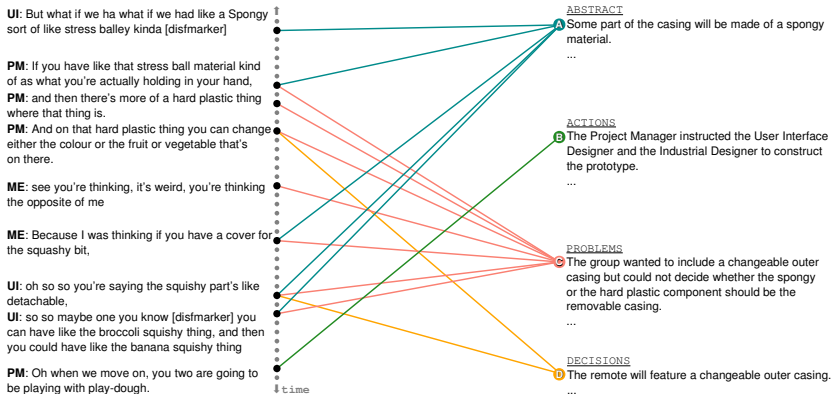 UI: But what if we ha what if we had like a Spongy
sort of like stress balley kinda [disfmarker]
PM: If you have like that stress ball material kind
of as what you're actually holding in your hand,
PM: and then there's more of a hard plastic thing
where that thing is.
PM: And on that hard plastic thing you can change
either the colour or the fruit or vegetable that's
on there.
ME: see you're thinking, it's weird, you're thinking
the opposite of me
ME: Because I was thinking if you have a cover for
the squashy bit,
UI: oh so so you're saying the squishy part's like
detachable,
UI: so so maybe one you know [disfmarker] you
can have like the broccoli squishy thing, and then
you could have like the banana squishy thing
PM: Oh when we move on, you two are going to
be playing with play-dough.
time
ABSTRACT
A Some part of the casing will be made of a spongy
material.
...
ACTIONS
B The Project Manager instructed the User Interface
Designer and the Industrial Designer to construct
the prototype.
...
PROBLEMS
C The group wanted to include a changeable outer
casing but could not decide whether the spongy
or the hard plastic component should be the
removable casing.
...
DECISIONS
D The remote will feature a changeable outer casing.
...